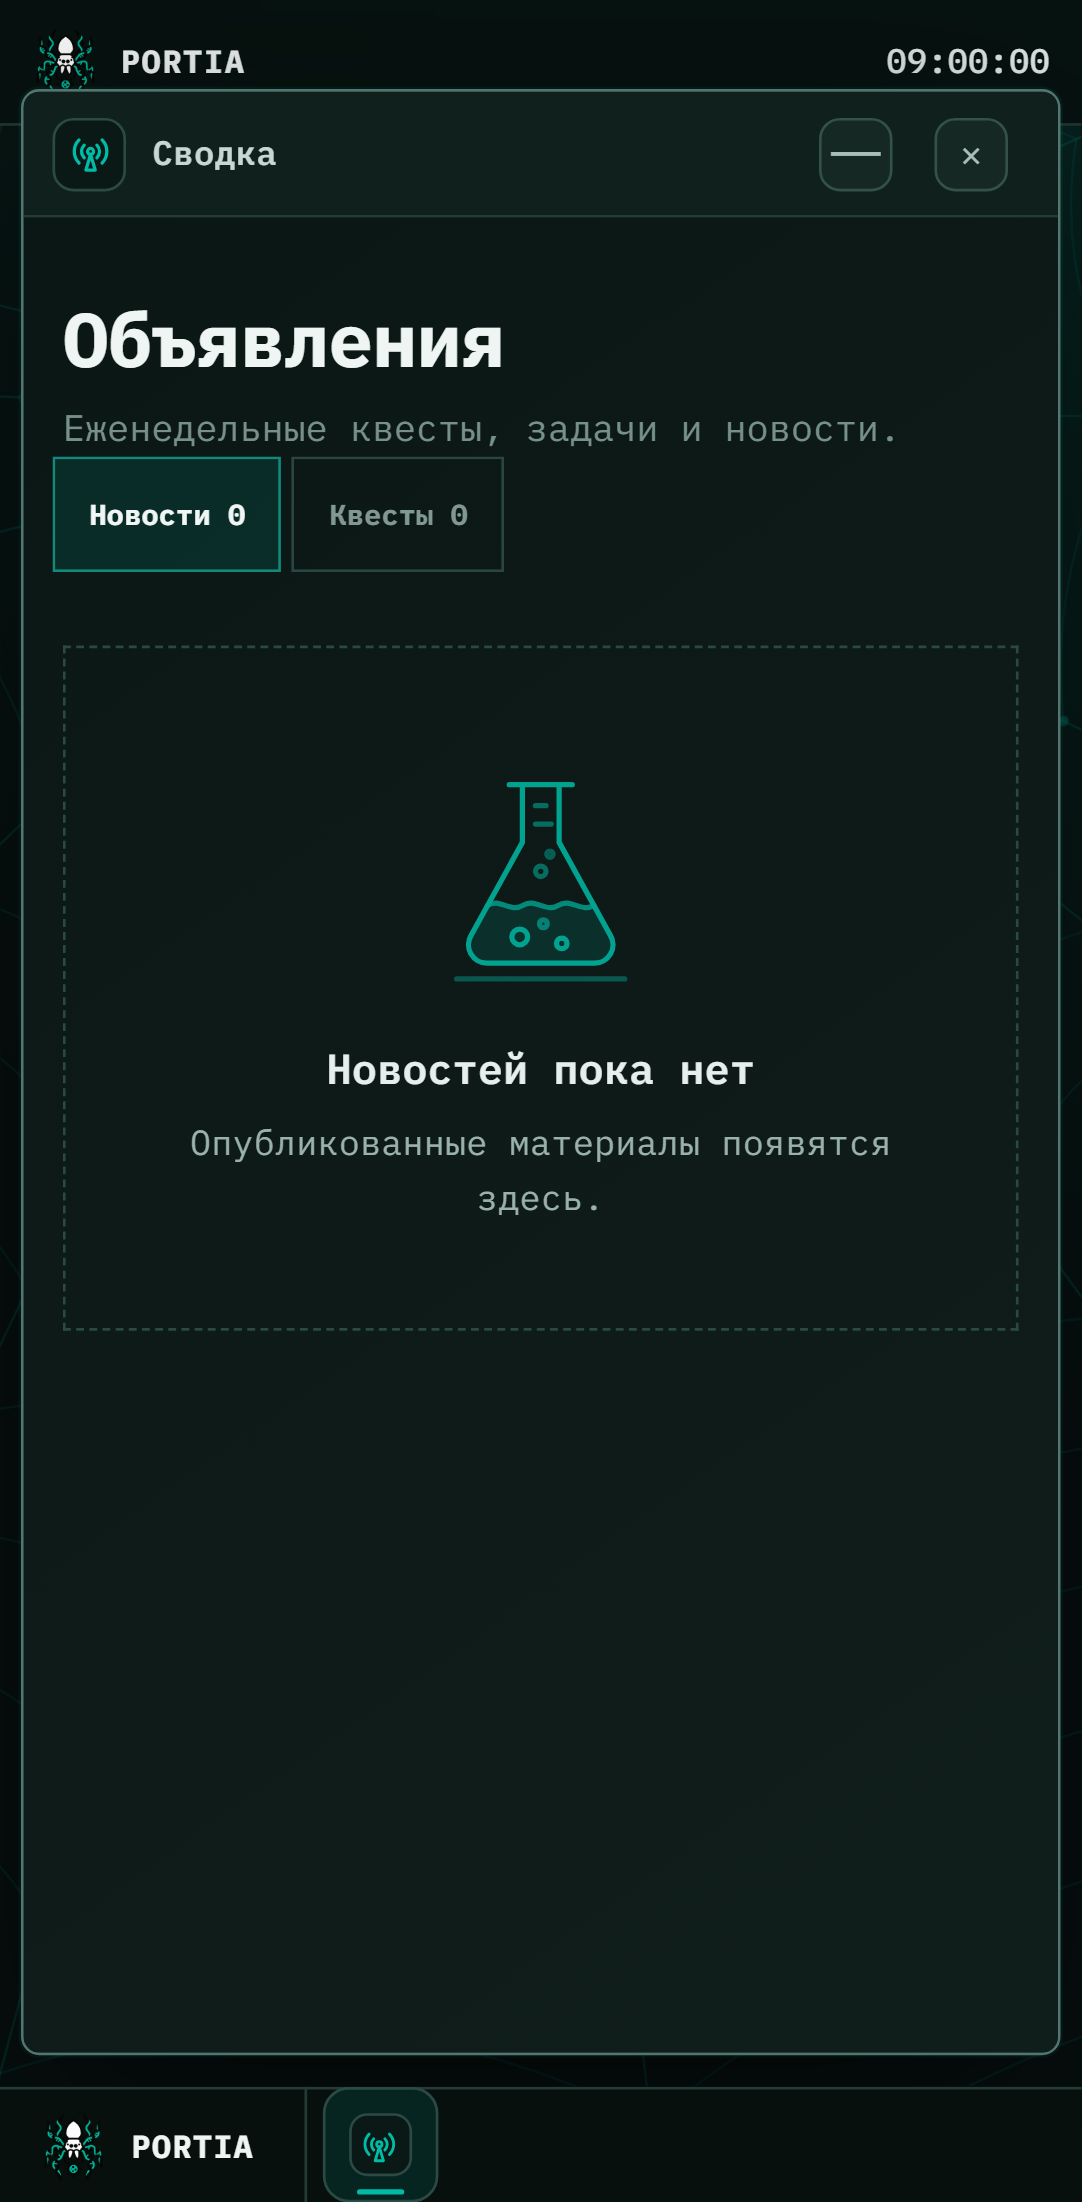 PORTIA
09:00:00
Сводка
Объявления
Еженедельные квесты, задачи и новости.
Новости 0
Квесты 0
Новостей пока нет
Опубликованные материалы появятся
здесь.
PORTIA